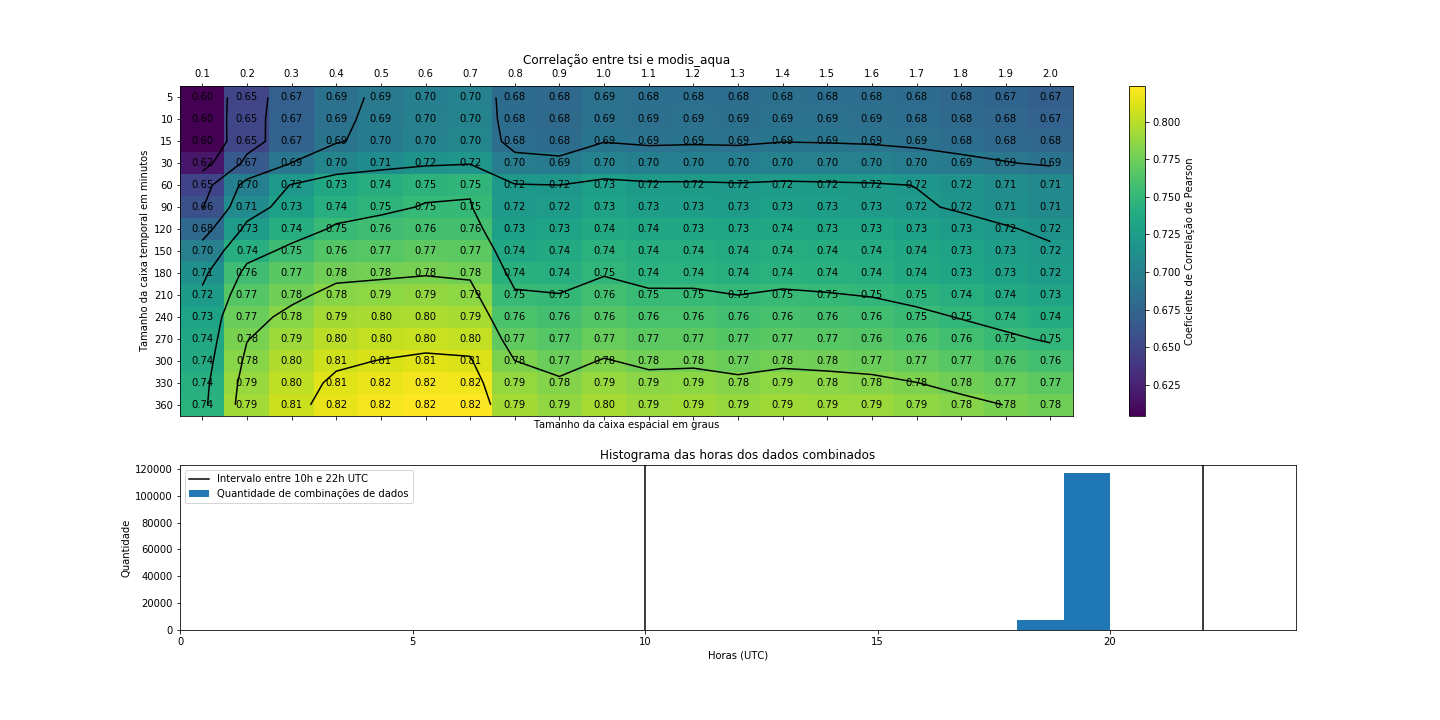 Correlação entre tsi e modis_aqua
0.1 0.2 0.3 0.4 0.5 0.6 0.7 0.8 0.9 1.0 1.1 1.2 1.3 1.4 1.5 1.6 1.7 1.8 1.9 2.0
5 0.60 0.65 0.67 0.69 0.69 0.70 0.70 0.68 0.68 0.69 0.68 0.68 0.68 0.68 0.68 0.68 0.68 0.68 0.67 0.67
10 0.60 0.65 0.67 0.69 0.69 0.70 0.70 0.68 0.68 0.69 0.68 0.68 0.68 0.69 0.68 0.68 0.68 0.68 0.68 0.67
15 0.60 0.65 0.67 0.69 0.70 0.70 0.70 0.68 0.68 0.69 0.69 0.69 0.69 0.69 0.69 0.69 0.69 0.68 0.68 0.68
30 0.62 0.67 0.69 0.70 0.71 0.72 0.72 0.70 0.69 0.70 0.70 0.70 0.70 0.70 0.70 0.70 0.70 0.69 0.69 0.69
60 0.65 0.70 0.72 0.73 0.74 0.75 0.75 0.72 0.72 0.73 0.72 0.72 0.72 0.72 0.72 0.72 0.72 0.72 0.71 0.71
90 0.66 0.71 0.73 0.74 0.75 0.75 0.75 0.72 0.72 0.73 0.73 0.73 0.73 0.73 0.73 0.73 0.72 0.72 0.71 0.71
120 0.68 0.73 0.74 0.75 0.76 0.76 0.76 0.73 0.73 0.74 0.74 0.73 0.73 0.74 0.73 0.73 0.73 0.73 0.72 0.72
150 0.70 0.74 0.75 0.76 0.77 0.77 0.77 0.74 0.74 0.74 0.74 0.74 0.74 0.74 0.74 0.74 0.74 0.73 0.73 0.72
180 0.71 0.76 0.77 0.78 0.78 0.78 0.78 0.74 0.74 0.75 0.74 0.74 0.74 0.74 0.74 0.74 0.74 0.73 0.73 0.72
210 0.72 0.77 0.78 0.78 0.79 0.79 0.79 0.75 0.75 0.76 0.75 0.75 0.75 0.75 0.75 0.75 0.75 0.74 0.74 0.73
240 0.73 0.77 0.78 0.79 0.80 0.80 0.79 0.76 0.76 0.76 0.76 0.76 0.76 0.76 0.76 0.76 0.75 0.75 0.74 0.74
270 0.74 0.78 0.79 0.80 0.80 0.80 0.80 0.77 0.77 0.77 0.77 0.77 0.77 0.77 0.77 0.76 0.76 0.76 0.75 0.75
300 0.74 0.78 0.80 0.81 0.81 0.81 0.81 0.78 0.77 0.78 0.78 0.78 0.77 0.78 0.78 0.77 0.77 0.77 0.76 0.76
330 0.74 0.79 0.80 0.81 0.82 0.82 0.82 0.79 0.78 0.79 0.79 0.79 0.78 0.79 0.78 0.78 0.78 0.78 0.77 0.77
360 0.74 0.79 0.81 0.82 0.82 0.82 0.82 0.79 0.79 0.80 0.79 0.79 0.79 0.79 0.79 0.79 0.79 0.78 0.78 0.78
Tamanho da caixa temporal em minutos
Tamanho da caixa espacial em graus
0.800
0.775
0.750
0.725
0.700
0.675
0.650
0.625
Coeficiente de Correlação de Pearson
Histograma das horas dos dados combinados
Intervalo entre 10h e 22h UTC
Quantidade de combinações de dados
120000
100000
80000
60000
40000
20000
0
Quantidade
0 5 10 15 20
Horas (UTC)